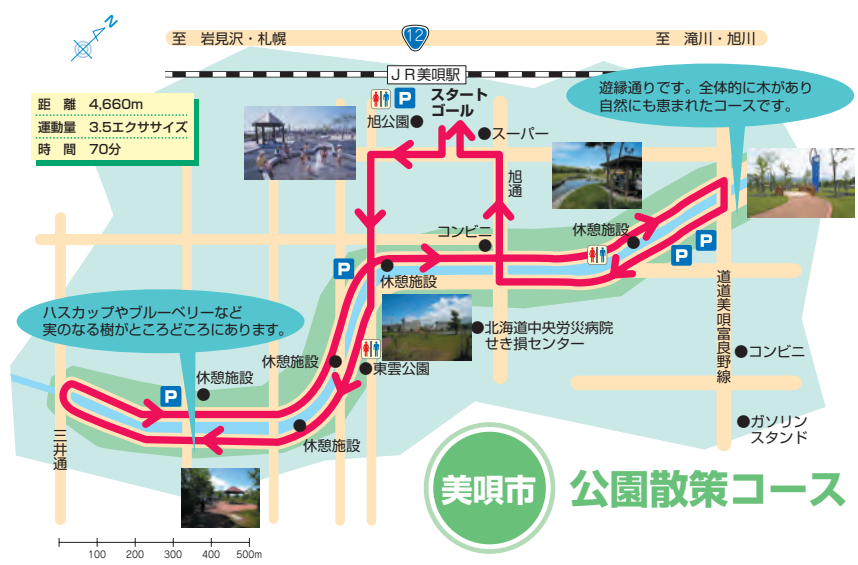 N
至 岩見沢・札幌
12
至 滝川・旭川
JR美唄駅
距 離 4,660m
運動量 3.5エクササイズ
時 間 70分
P
スタート
ゴール
旭公園
スーパー
遊縁通りです。全体的に木があり
自然にも恵まれたコースです。
旭通
コンビニ
休憩施設
P
P
P
休憩施設
道道美唄富良野線
ハスカップやブルーベリーなど
実のなる樹がところどころにあります。
北海道中央労災病院
せき損センター
コンビニ
休憩施設
東雲公園
休憩施設
P
休憩施設
ガソリン
スタンド
三井通
美唄市
公園散策コース
100 200 300 400 500m